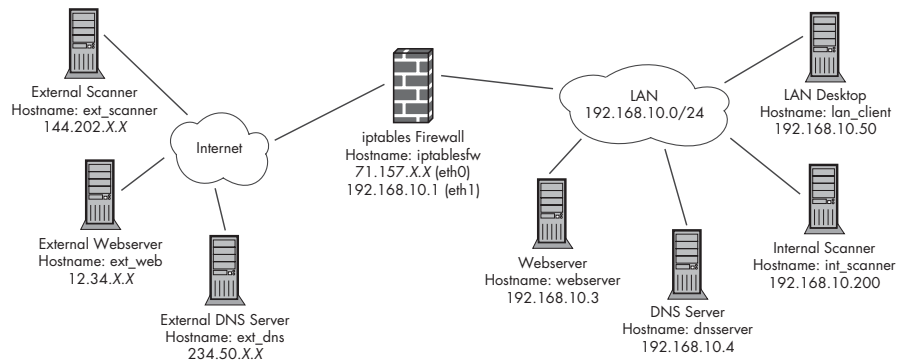 External Scanner
Hostname: ext_scanner
144.202.X.X
Internet
External Webserver
Hostname: ext_web
12.34.X.X
External DNS Server
Hostname: ext_dns
234.50.X.X
iptables Firewall
Hostname: iptablesfw
71.157.X.X (eth0)
192.168.10.1 (eth1)
LAN
192.168.10.0/24
LAN Desktop
Hostname: lan_client
192.168.10.50
Webserver
Hostname: webserver
192.168.10.3
DNS Server
Hostname: dnsserver
192.168.10.4
Internal Scanner
Hostname: int_scanner
192.168.10.200